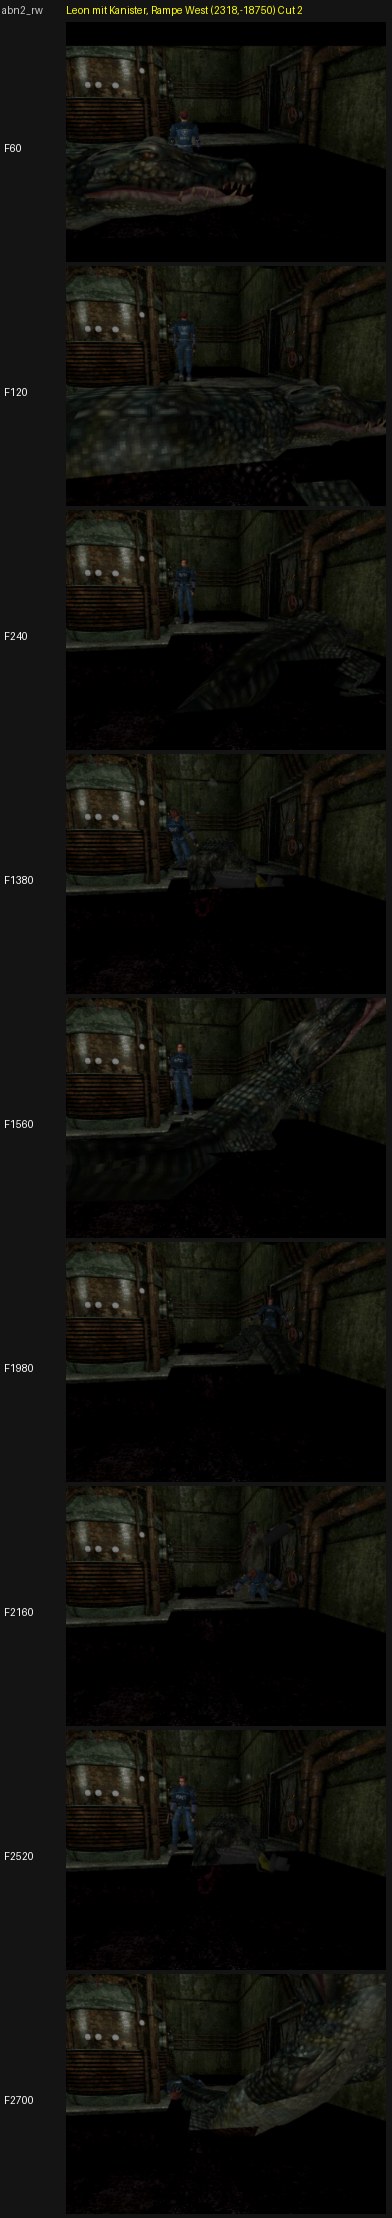 abn2_rw
Leon mit Kanister, Rampe West (2318,-18750) Cut 2
F60
F120
F240
F1380
F1560
F1980
F2160
F2520
F2700